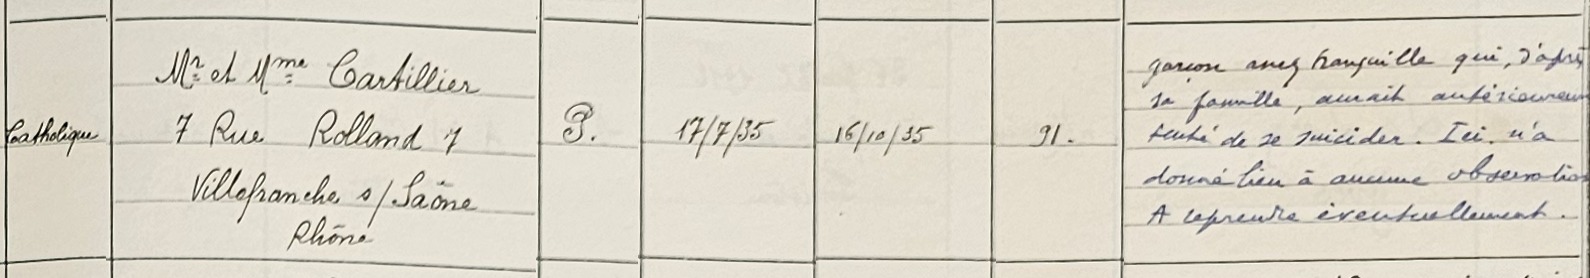 Catholique
Mr et Mme Cartillier
7 Rue Rolland 7
Villefranche s/Saône
Rhône
P.
17/7/35
16/10/35
91.
garçon assez tranquille qui, d'après
sa famille, aurait antérieurem
tenté de se suicider. Ici n'a
donné lieu à aucune observation
A reprendre éventuellement.